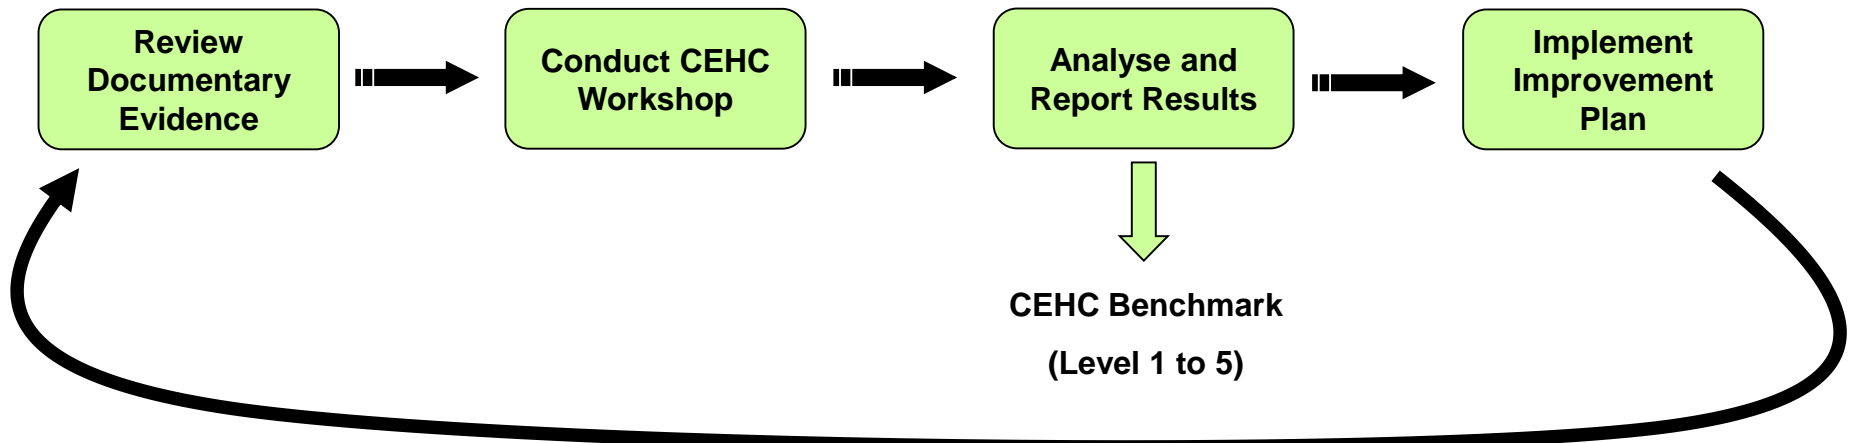 Review
Documentary
Evidence
Conduct CEHC
Workshop
Analyse and
Report Results
Implement
Improvement
Plan
CEHC Benchmark
(Level 1 to 5)